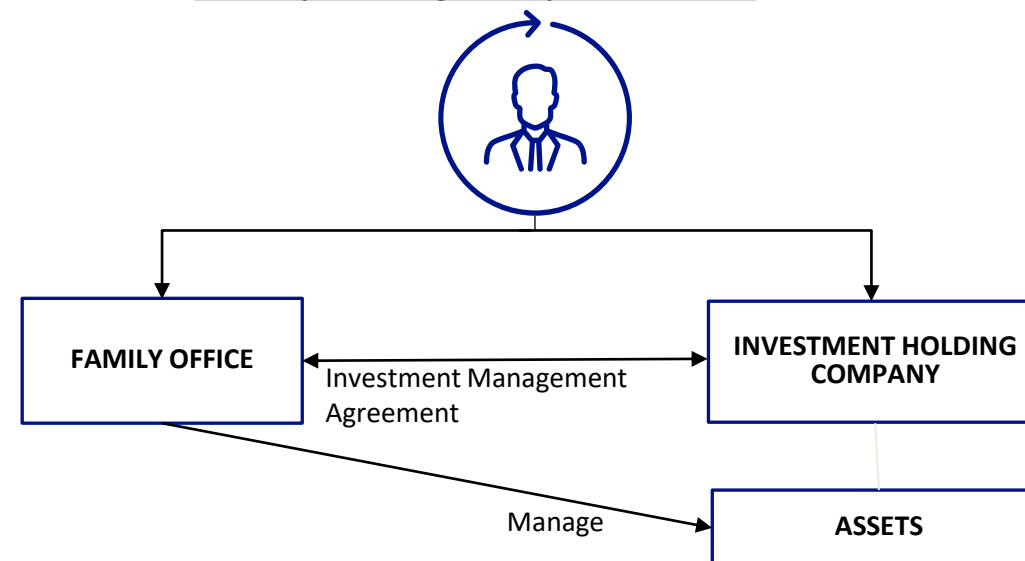 FAMILY OFFICE
INVESTMENT HOLDING
COMPANY
Investment Management
Agreement
Manage
ASSETS